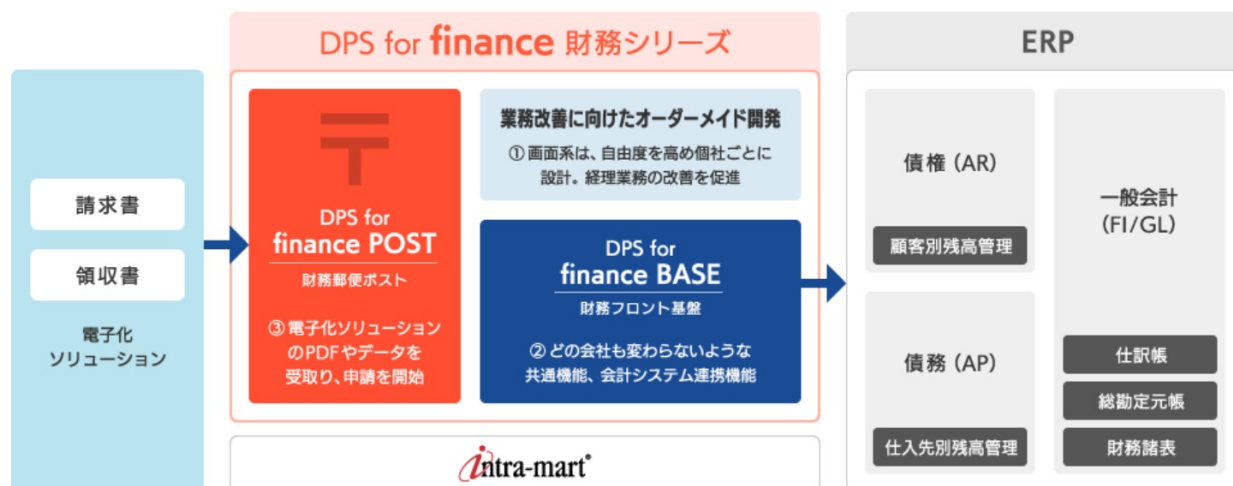 請求書
領収書
電子化
ソリューション
DPS for finance 財務シリーズ
〒
DPS for
finance POST
財務郵便ポスト
③ 電子化ソリューション
のPDFやデータを
受取り、申請を開始
業務改善に向けたオーダーメイド開発
① 画面系は、自由度を高め個社ごとに
設計。経理業務の改善を促進
DPS for
finance BASE
財務フロント基盤
② どの会社も変わらないような
共通機能、会計システム連携機能
intra-mart®
ERP
債権（AR）
顧客別残高管理
債務（AP）
仕入先別残高管理
一般会計
(FI/GL)
仕訳帳
総勘定元帳
財務諸表